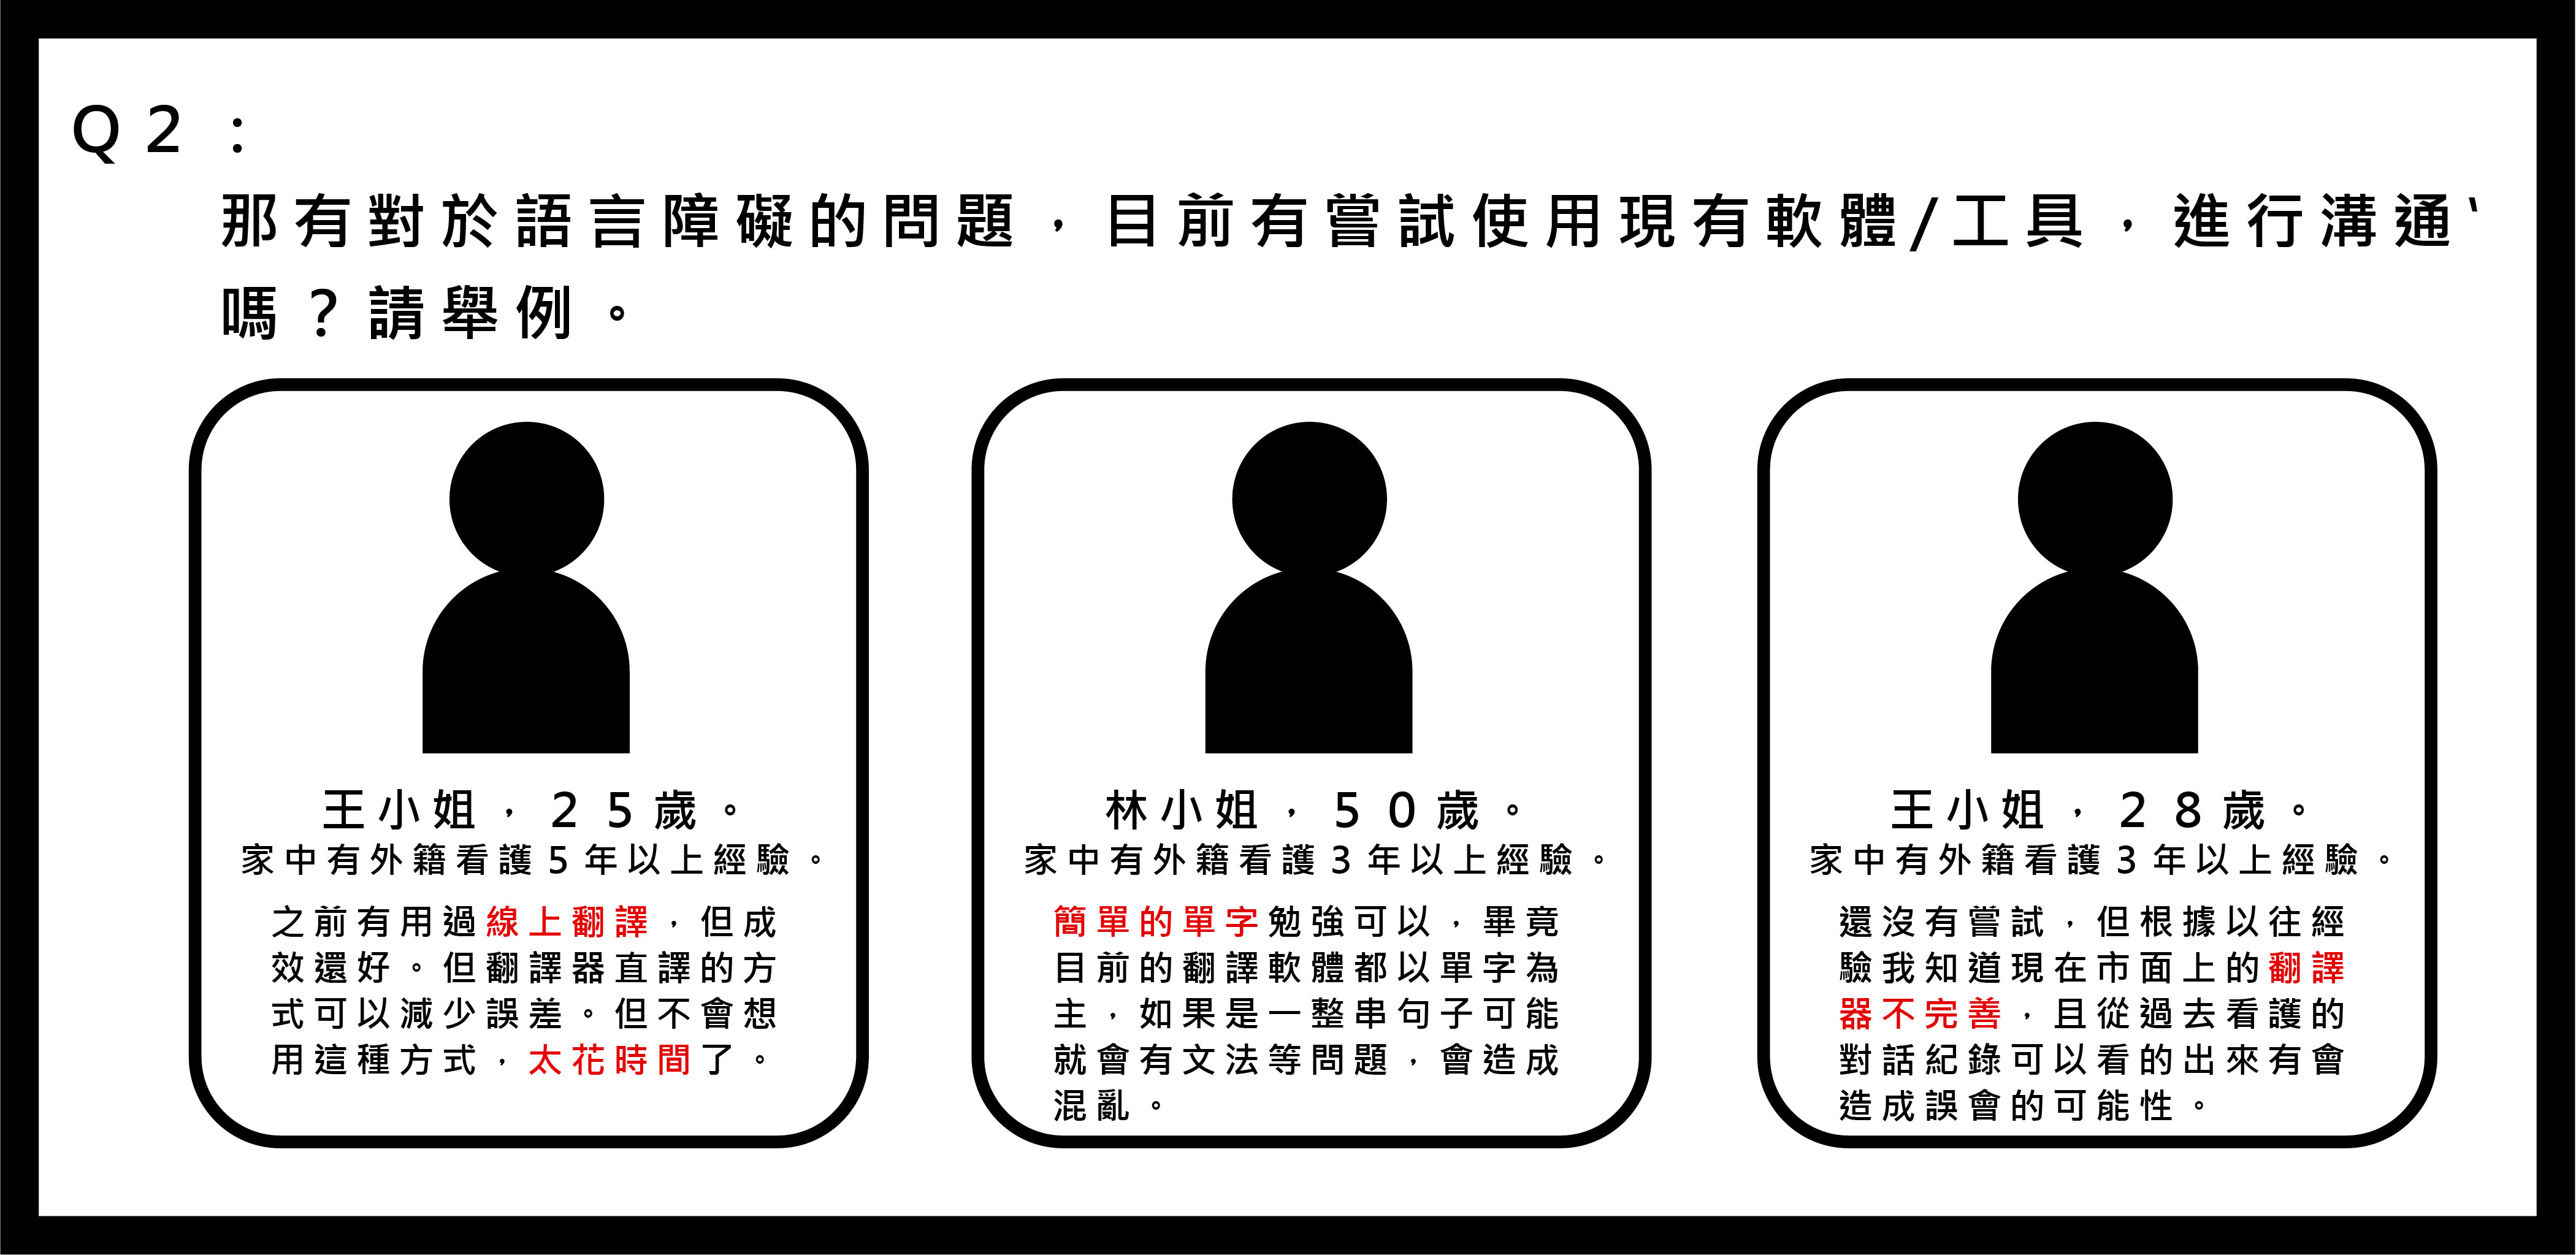 Q2：
那有對於語言障礙的問題，目前有嘗試使用現有軟體/工具，進行溝通‵
嗎？請舉例。
王小姐，25歲。
家中有外籍看護5年以上經驗。
之前有用過線上翻譯，但成
效還好。但翻譯器直譯的方
式可以減少誤差。但不會想
用這種方式，太花時間了。
林小姐，50歲。
家中有外籍看護3年以上經驗。
簡單的單字勉強可以，畢竟
目前的翻譯軟體都以單字為
主，如果是一整串句子可能
就會有文法等問題，會造成
混亂。
王小姐，28歲。
家中有外籍看護3年以上經驗。
還沒有嘗試，但根據以往經
驗我知道現在市面上的翻譯
器不完善，且從過去看護的
對話紀錄可以看的出來有會
造成誤會的可能性。